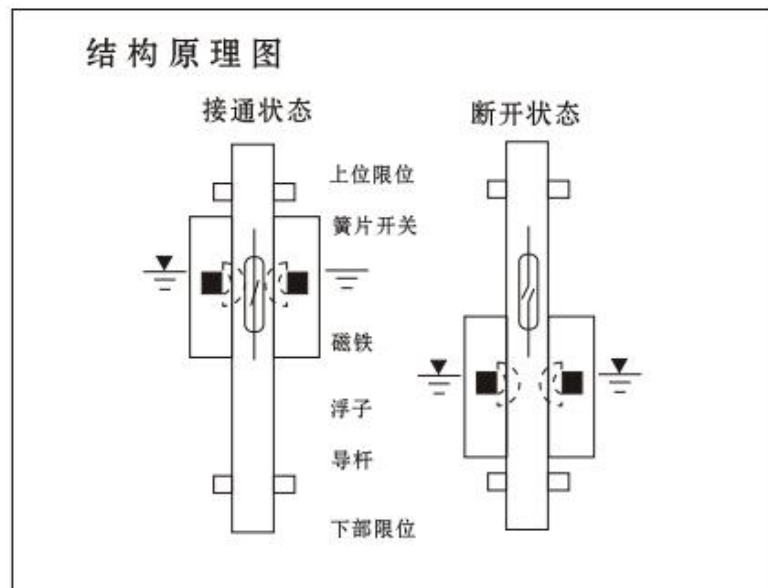 结构原理图
接通状态
断开状态
上位限位
簧片开关
磁铁
浮子
导杆
下部限位